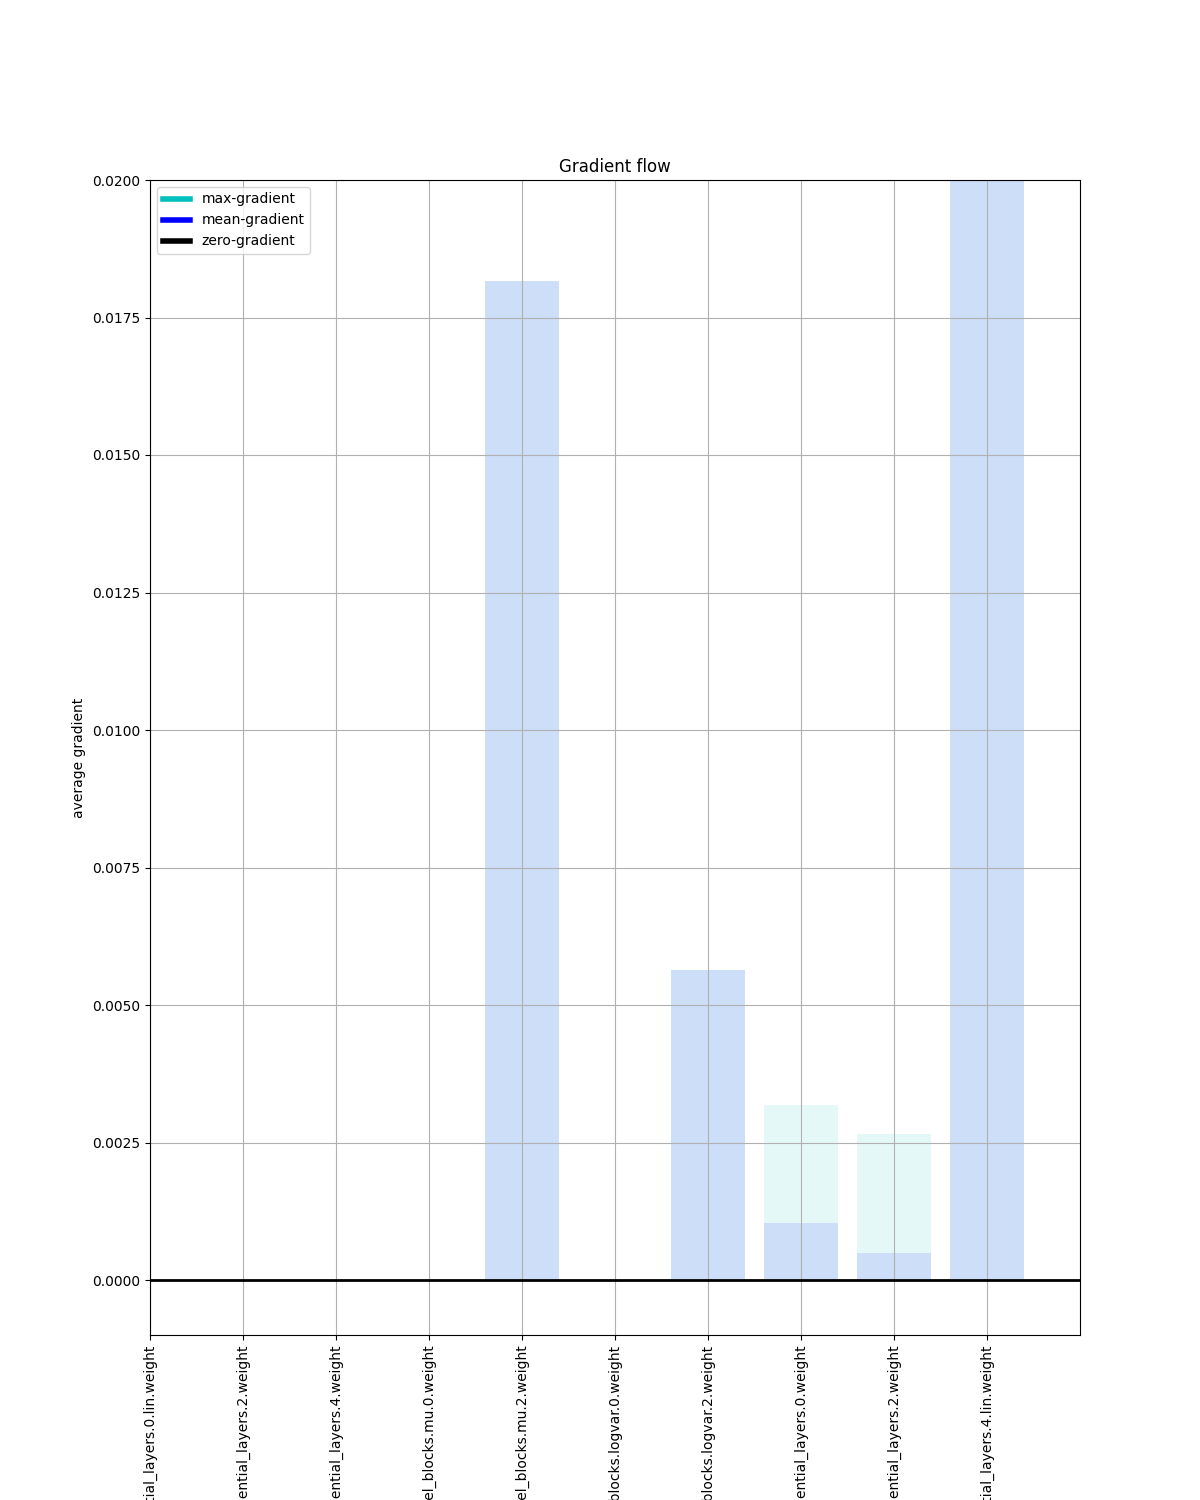 Gradient flow
max-gradient
mean-gradient
zero-gradient
average gradient
0.0200
0.0175
0.0150
0.0125
0.0100
0.0075
0.0050
0.0025
0.0000
tial_layers.0.lin.weight
ential_layers.2.weight
ential_layers.4.weight
el_blocks.mu.0.weight
el_blocks.mu.2.weight
blocks.logvar.0.weight
blocks.logvar.2.weight
ential_layers.0.weight
ential_layers.2.weight
tial_layers.4.lin.weight